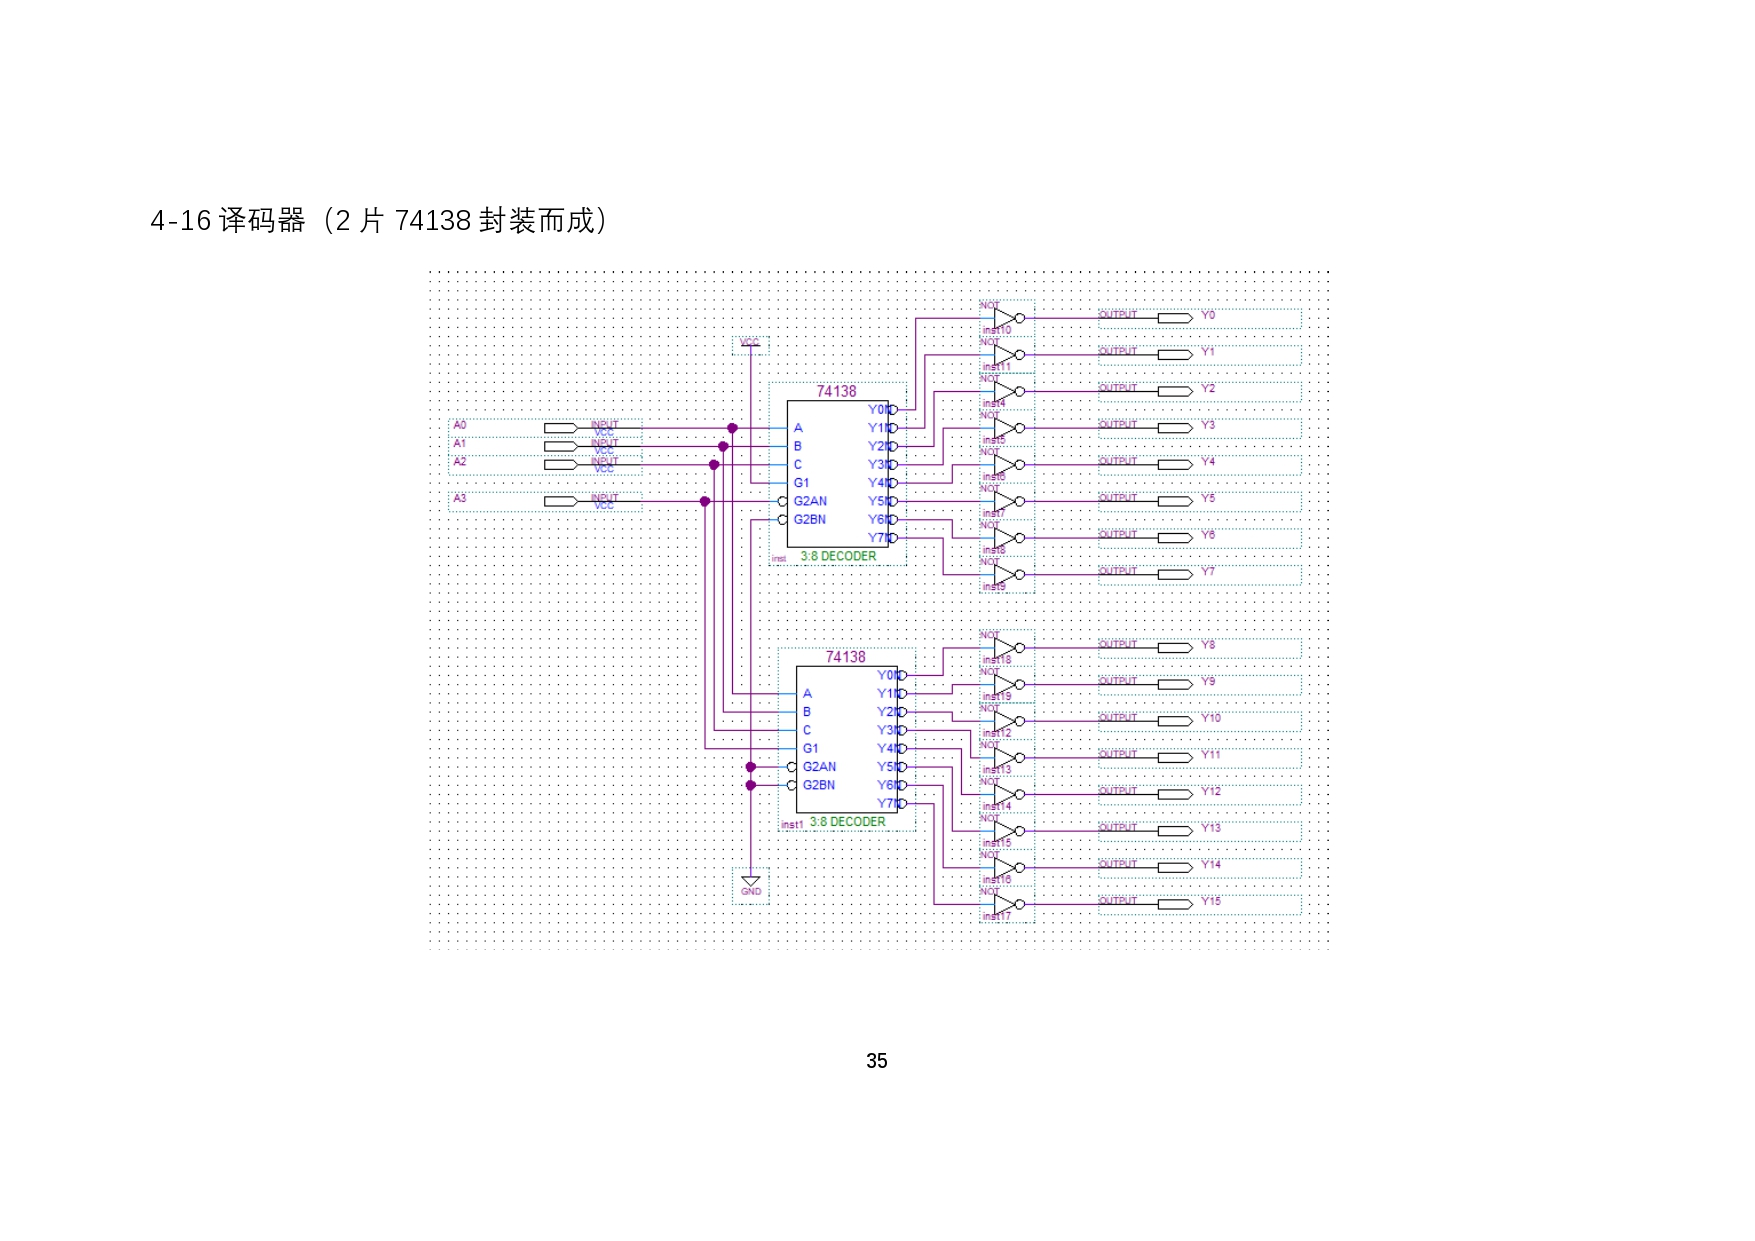 4-16译码器（2 片 74138 封装而成）
NOT
OUTPUT Y0
inst10
VCC
NOT
OUTPUT Y1
inst11
NOT
74138
OUTPUT Y2
inst4
Y0N
NOT
A0 INPUT VCC
A Y1N
OUTPUT Y3
inst5
A1 INPUT VCC
B Y2N
NOT
A2 INPUT VCC
C Y3N
OUTPUT Y4
inst6
G1 Y4N
NOT
A3 INPUT VCC
G2AN Y5N
OUTPUT Y5
inst7
G2BN Y6N
NOT
Y7N
OUTPUT Y6
inst8
inst 3:8 DECODER
NOT
OUTPUT Y7
inst9
NOT
OUTPUT Y8
74138
inst18
Y0N
NOT
OUTPUT Y9
A Y1N
inst19
B Y2N
NOT
OUTPUT Y10
C Y3N
inst12
G1 Y4N
NOT
OUTPUT Y11
G2AN Y5N
inst13
G2BN Y6N
NOT
OUTPUT Y12
Y7N
inst14
inst1 3:8 DECODER
NOT
OUTPUT Y13
inst15
NOT
OUTPUT Y14
inst16
GND
NOT
OUTPUT Y15
inst17
35